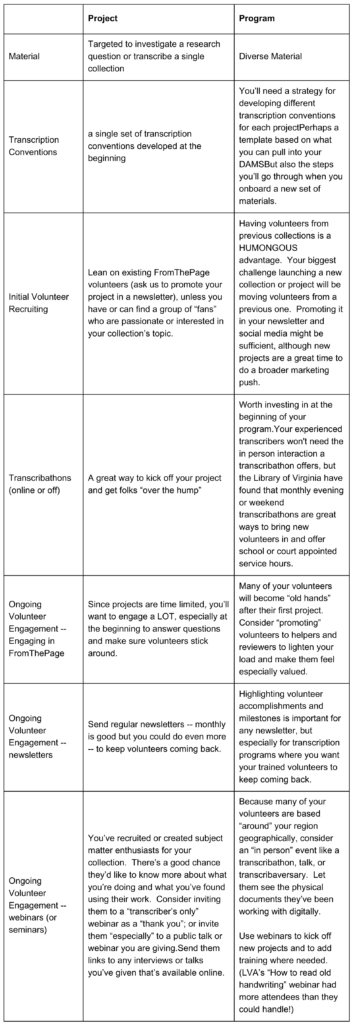 Project
Program
Material
Targeted to investigate a research
question or transcribe a single
collection
Diverse Material
Transcription
Conventions
a single set of transcription
conventions developed at the
beginning
You'll need a strategy for
developing different
transcription conventions
for each projectPerhaps a
template based on what
you can pull into your
DAMSBut also the steps
you'll go through when you
onboard a new set of
materials.
Initial Volunteer
Recruiting
Lean on existing FromThePage
volunteers (ask us to promote your
project in a newsletter), unless you
have or can find a group of "fans"
who are passionate or interested in
your collection's topic.
Having volunteers from
previous collections is a
HUMONGOUS
advantage. Your biggest
challenge launching a new
collection or project will be
moving volunteers from a
previous one. Promoting it
in your newsletter and
social media might be
sufficient, although new
projects are a great time to
do a broader marketing
push.
Transcribathons
(online or off)
A great way to kick off your project
and get folks "over the hump"
Worth investing in at the
beginning of your
program.Your experienced
transcribers won't need the
in person interaction a
transcribathon offers, but
the Library of Virginia have
found that monthly evening
or weekend
transcribathons are great
ways to bring new
volunteers in and offer
school or court appointed
service hours.
Ongoing
Volunteer
Engagement --
Engaging in
FromThePage
Since projects are time limited, you'll
want to engage a LOT, especially at
the beginning to answer questions
and make sure volunteers stick
around.
Many of your volunteers
will become "old hands"
after their first project.
Consider "promoting"
volunteers to helpers and
reviewers to lighten your
load and make them feel
especially valued.
Ongoing
Volunteer
Engagement --
newsletters
Send regular newsletters -- monthly
is good but you could do even more
-- to keep volunteers coming back.
Highlighting volunteer
accomplishments and
milestones is important for
any newsletter, but
especially for transcription
programs where you want
your trained volunteers to
keep coming back.
Ongoing
Volunteer
Engagement --
webinars (or
seminars)
You've recruited or created subject
matter enthusiasts for your
collection. There's a good chance
they'd like to know more about what
you're doing and what you've found
using their work. Consider inviting
them to a "transcriber's only"
webinar as a "thank you"; or invite
them "especially" to a public talk or
webinar you are giving.Send them
links to any interviews or talks
you've given that's available online.
Because many of your
volunteers are based
"around" your region
geographically, consider
an "in person" event like a
transcribathon, talk, or
transcribaversary. Let
them see the physical
documents they've been
working with digitally.
Use webinars to kick off
new projects and to add
training where needed.
(LVA's "How to read old
handwriting" webinar had
more attendees than they
could handle!)